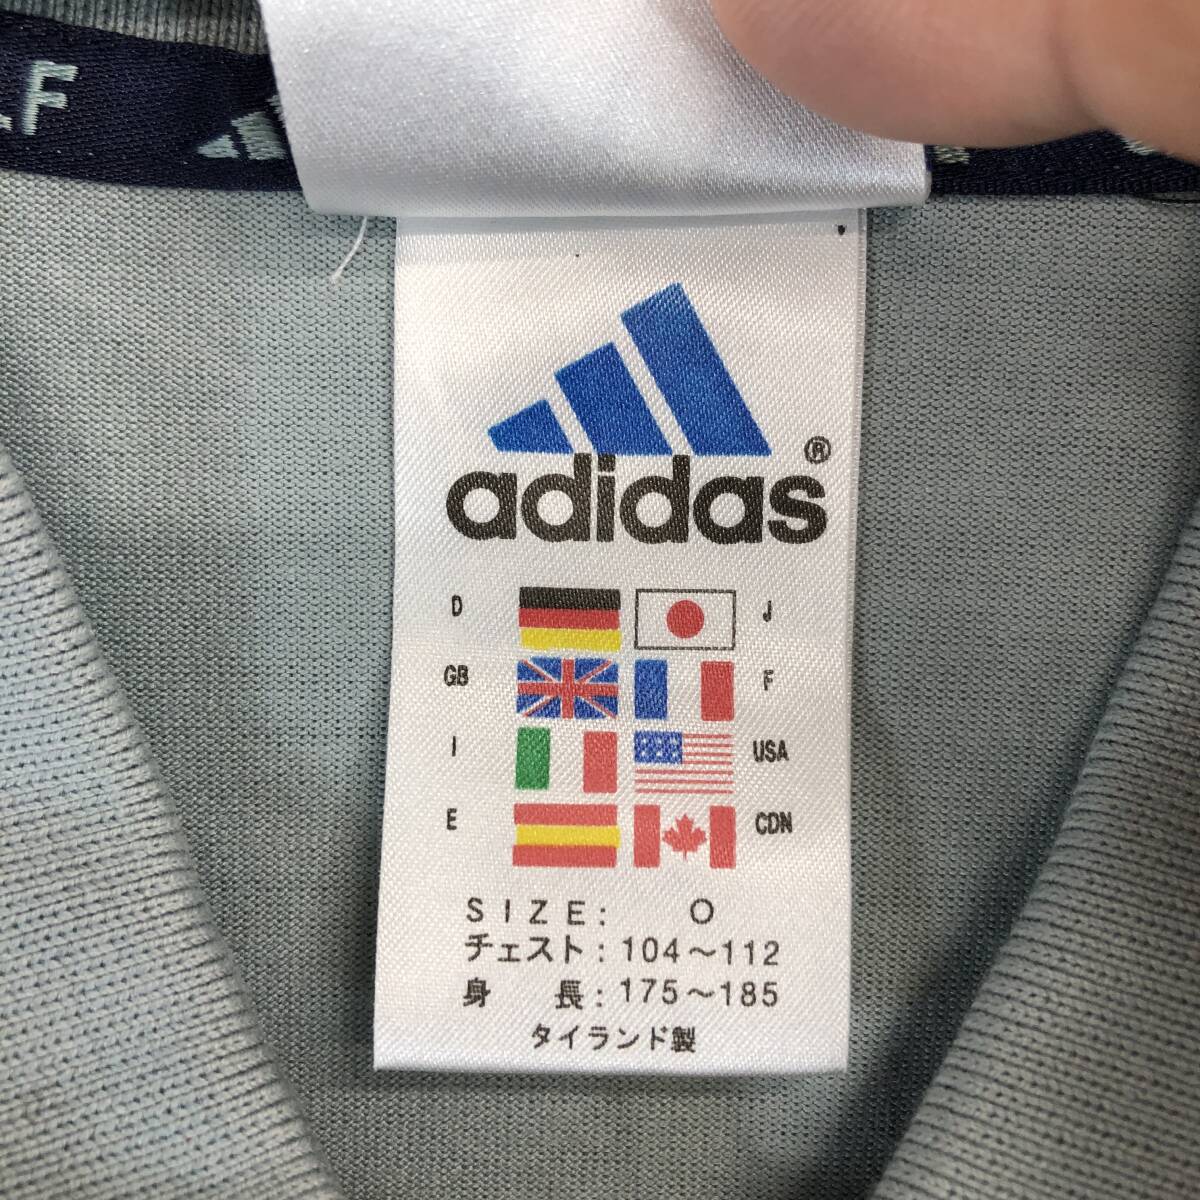 LF
adidas®
D J
GB F
I USA
E CDN
SIZE: O
チェスト: 104～112
身 長: 175～185
タイランド製